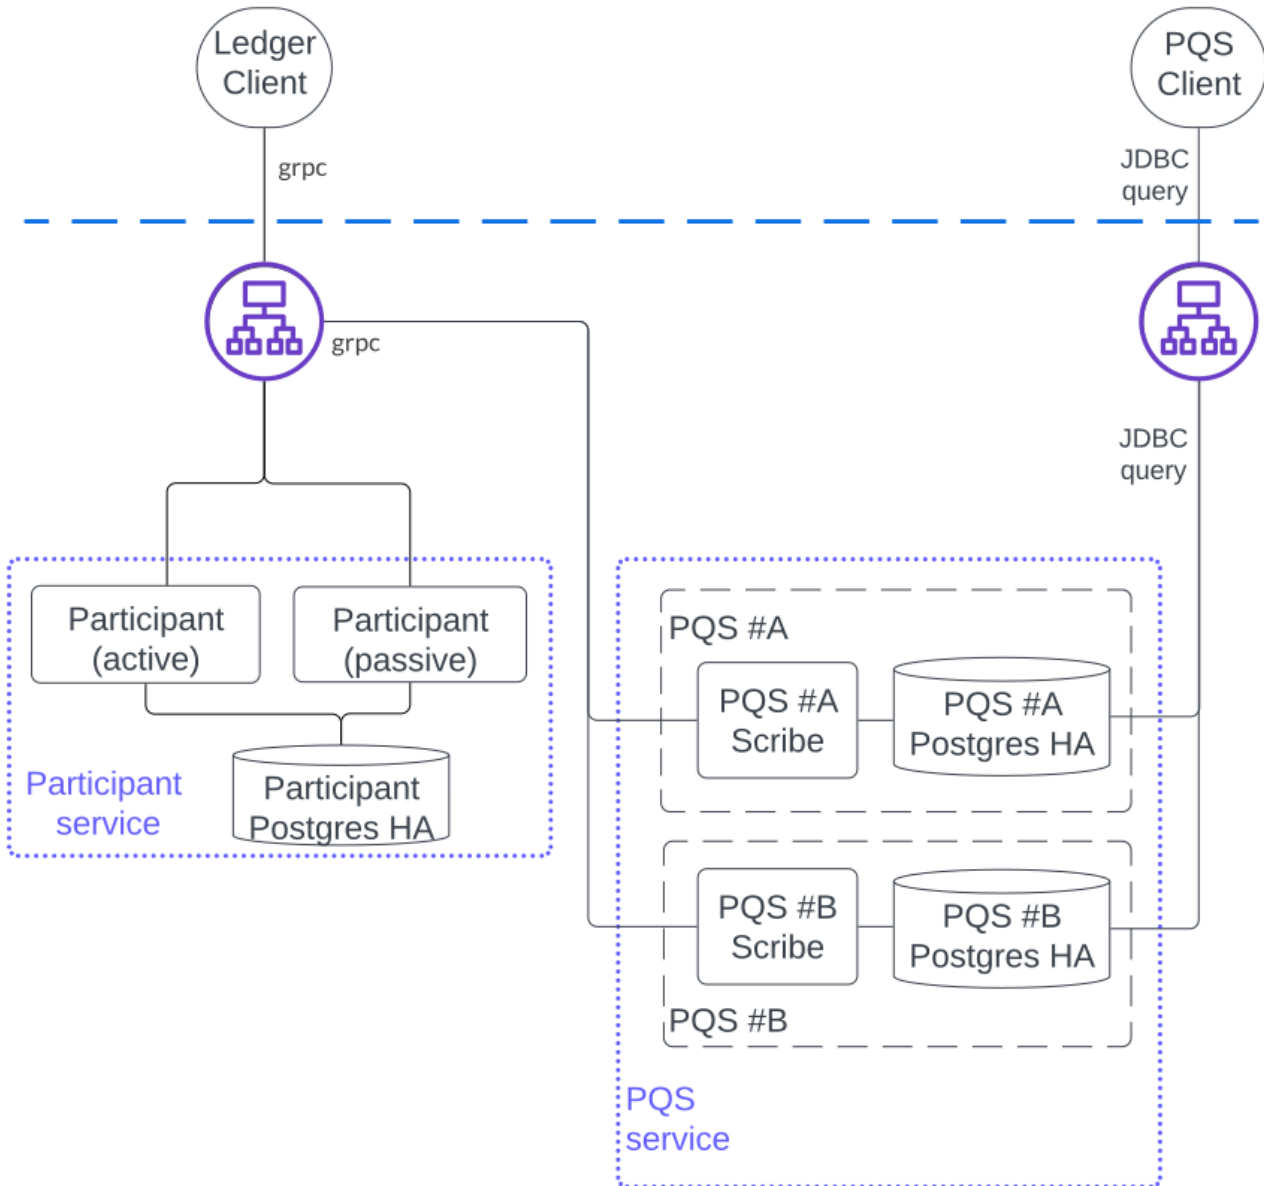 Ledger
Client
PQS
Client
grpc
JDBC
query
grpc
JDBC
query
Participant
(active)
Participant
(passive)
Participant
Postgres HA
Participant
service
PQS #A
PQS #A
Scribe
PQS #A
Postgres HA
PQS #B
Scribe
PQS #B
Postgres HA
PQS #B
PQS
service